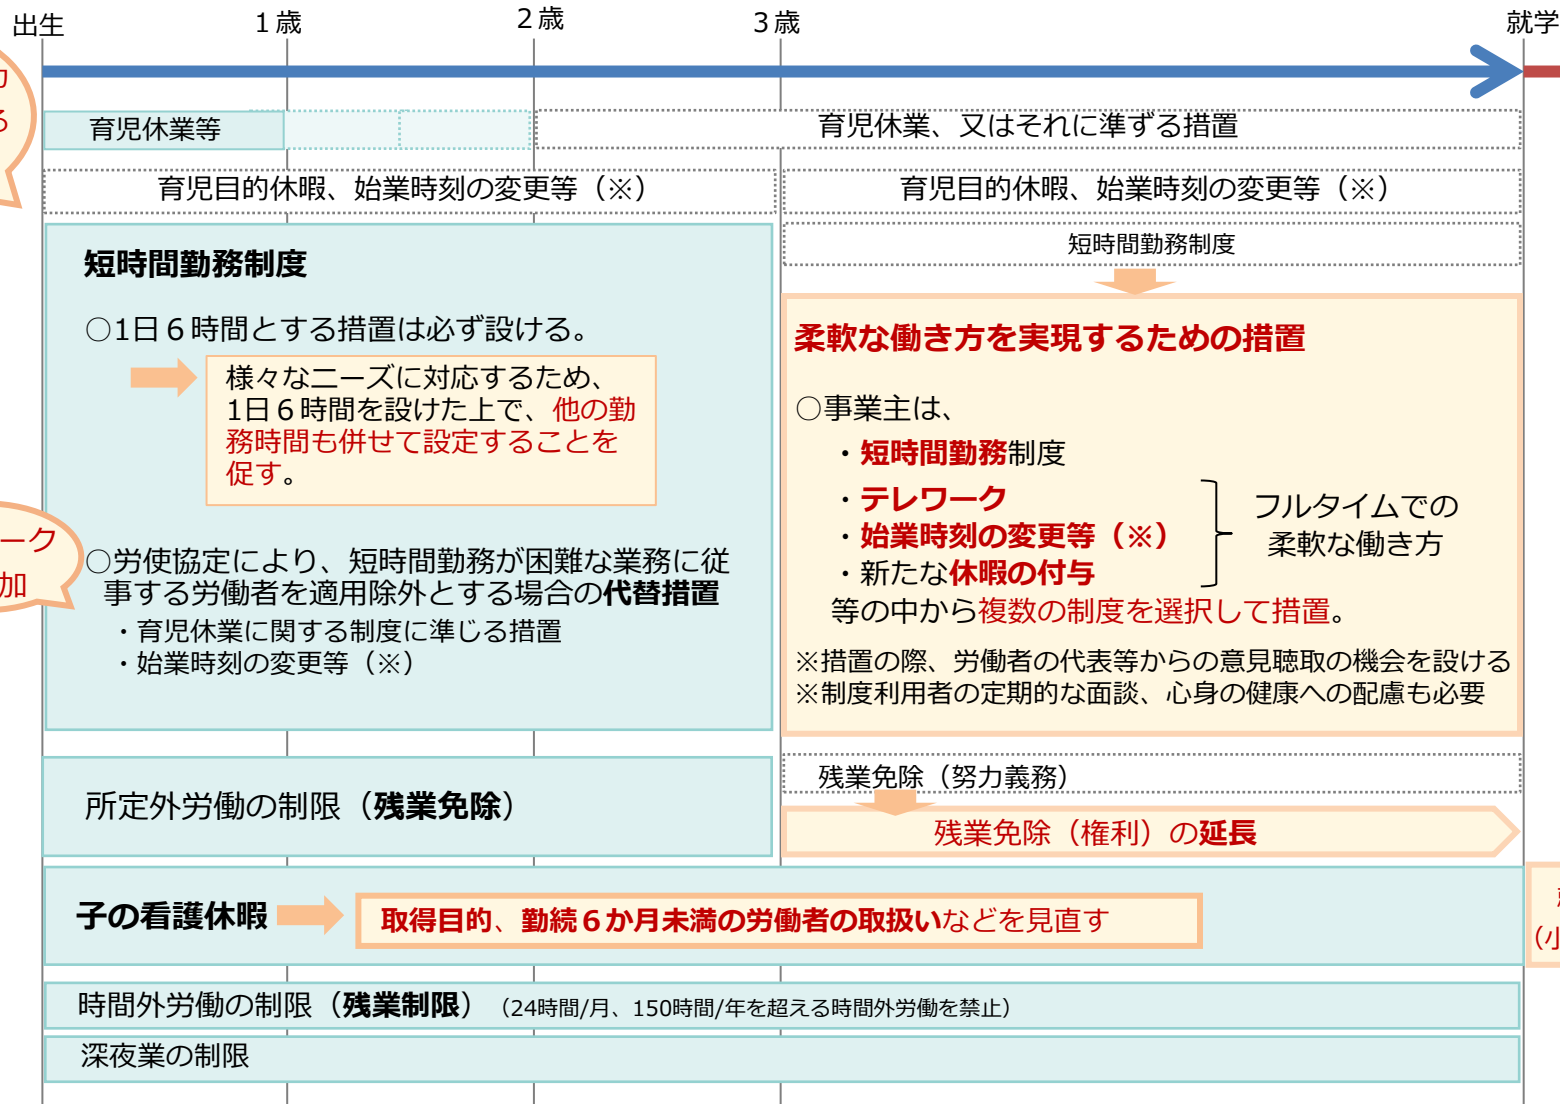 出生
1歳
2歳
3歳
就学
る
育児休業等
育児休業、又はそれに準ずる措置
育児目的休暇、始業時刻の変更等（※）
育児目的休暇、始業時刻の変更等（※）
短時間勤務制度
短時間勤務制度
○1日６時間とする措置は必ず設ける。
様々なニーズに対応するため、
1日６時間を設けた上で、他の勤
務時間も併せて設定することを
促す。
柔軟な働き方を実現するための措置
○事業主は、
・短時間勤務制度
・テレワーク
・始業時刻の変更等（※）
・新たな休暇の付与
フルタイムでの
柔軟な働き方
等の中から複数の制度を選択して措置。
※措置の際、労働者の代表等からの意見聴取の機会を設ける
※制度利用者の定期的な面談、心身の健康への配慮も必要
ーク
加
○労使協定により、短時間勤務が困難な業務に従
事する労働者を適用除外とする場合の代替措置
・育児休業に関する制度に準じる措置
・始業時刻の変更等（※）
所定外労働の制限（残業免除）
残業免除（努力義務）
残業免除（権利）の延長
子の看護休暇
取得目的、勤続６か月未満の労働者の取扱いなどを見直す
（小
時間外労働の制限（残業制限）（24時間/月、150時間/年を超える時間外労働を禁止）
深夜業の制限